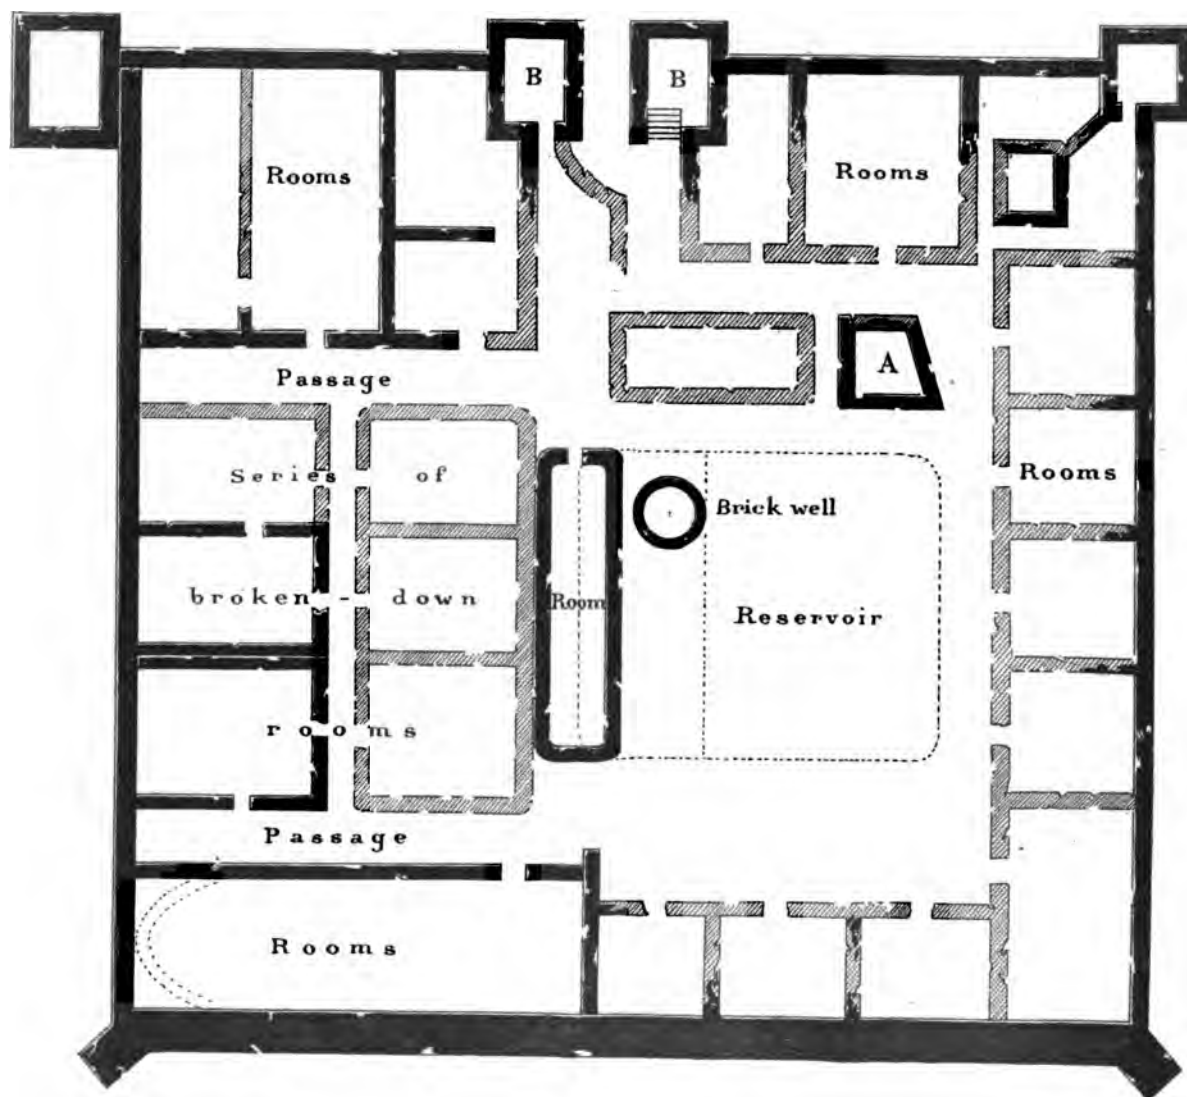 B
B
Rooms
Rooms
Passage
A
Series of
Rooms
Brick well
broken - down
Room
Reservoir
rooms
Passage
Rooms